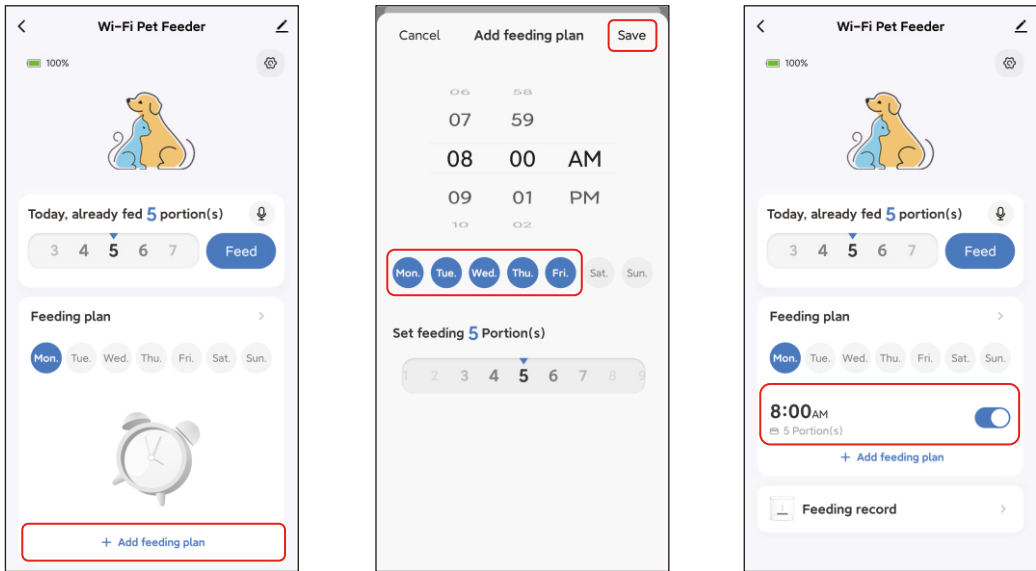 Wi-Fi Pet Feeder
100%
Today, already fed 5 portion(s)
3 4 5 6 7 Feed
Feeding plan
Mon. Tue. Wed. Thu. Fri. Sat. Sun.
+ Add feeding plan
Cancel Add feeding plan Save
06 58
07 59
08 00 AM
09 01 PM
10 02
Mon. Tue. Wed. Thu. Fri. Sat. Sun.
Set feeding 5 Portion(s)
1 2 3 4 5 6 7 8 9
Wi-Fi Pet Feeder
100%
Today, already fed 5 portion(s)
3 4 5 6 7 Feed
Feeding plan
Mon. Tue. Wed. Thu. Fri. Sat. Sun.
8:00AM
5 Portion(s)
+ Add feeding plan
Feeding record